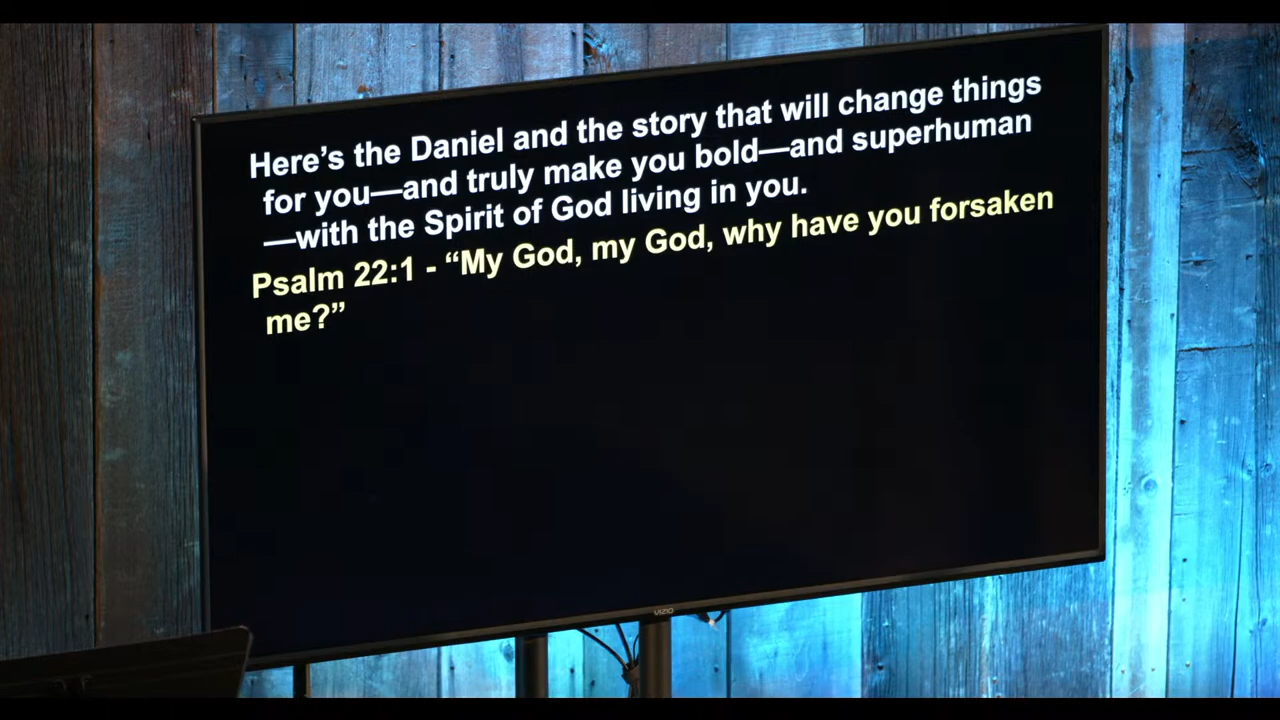 Here’s the Daniel and the story that will change things
for you—and truly make you bold—and superhuman
—with the Spirit of God living in you.
Psalm 22:1 - “My God, my God, why have you forsaken
me?”
VIZIO